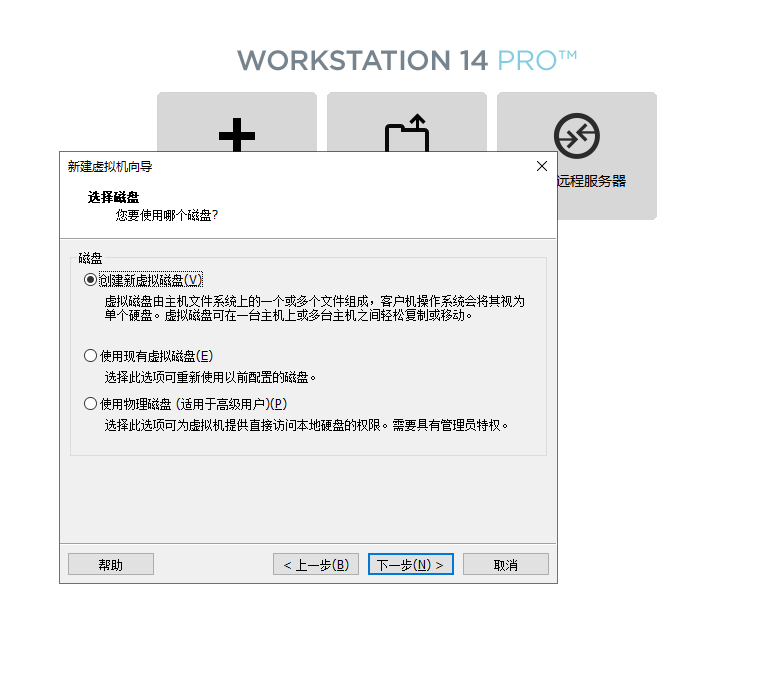 WORKSTATION 14 PRO™
远程服务器
新建虚拟机向导
选择磁盘
您要使用哪个磁盘?
磁盘
创建新虚拟磁盘(V)
虚拟磁盘由主机文件系统上的一个或多个文件组成，客户机操作系统会将其视为
单个硬盘。虚拟磁盘可在一台主机上或多台主机之间轻松复制或移动。
使用现有虚拟磁盘(E)
选择此选项可重新使用以前配置的磁盘。
使用物理磁盘 (适用于高级用户)(P)
选择此选项可为虚拟机提供直接访问本地硬盘的权限。需要具有管理员特权。
帮助
< 上一步(B)
下一步(N) >
取消